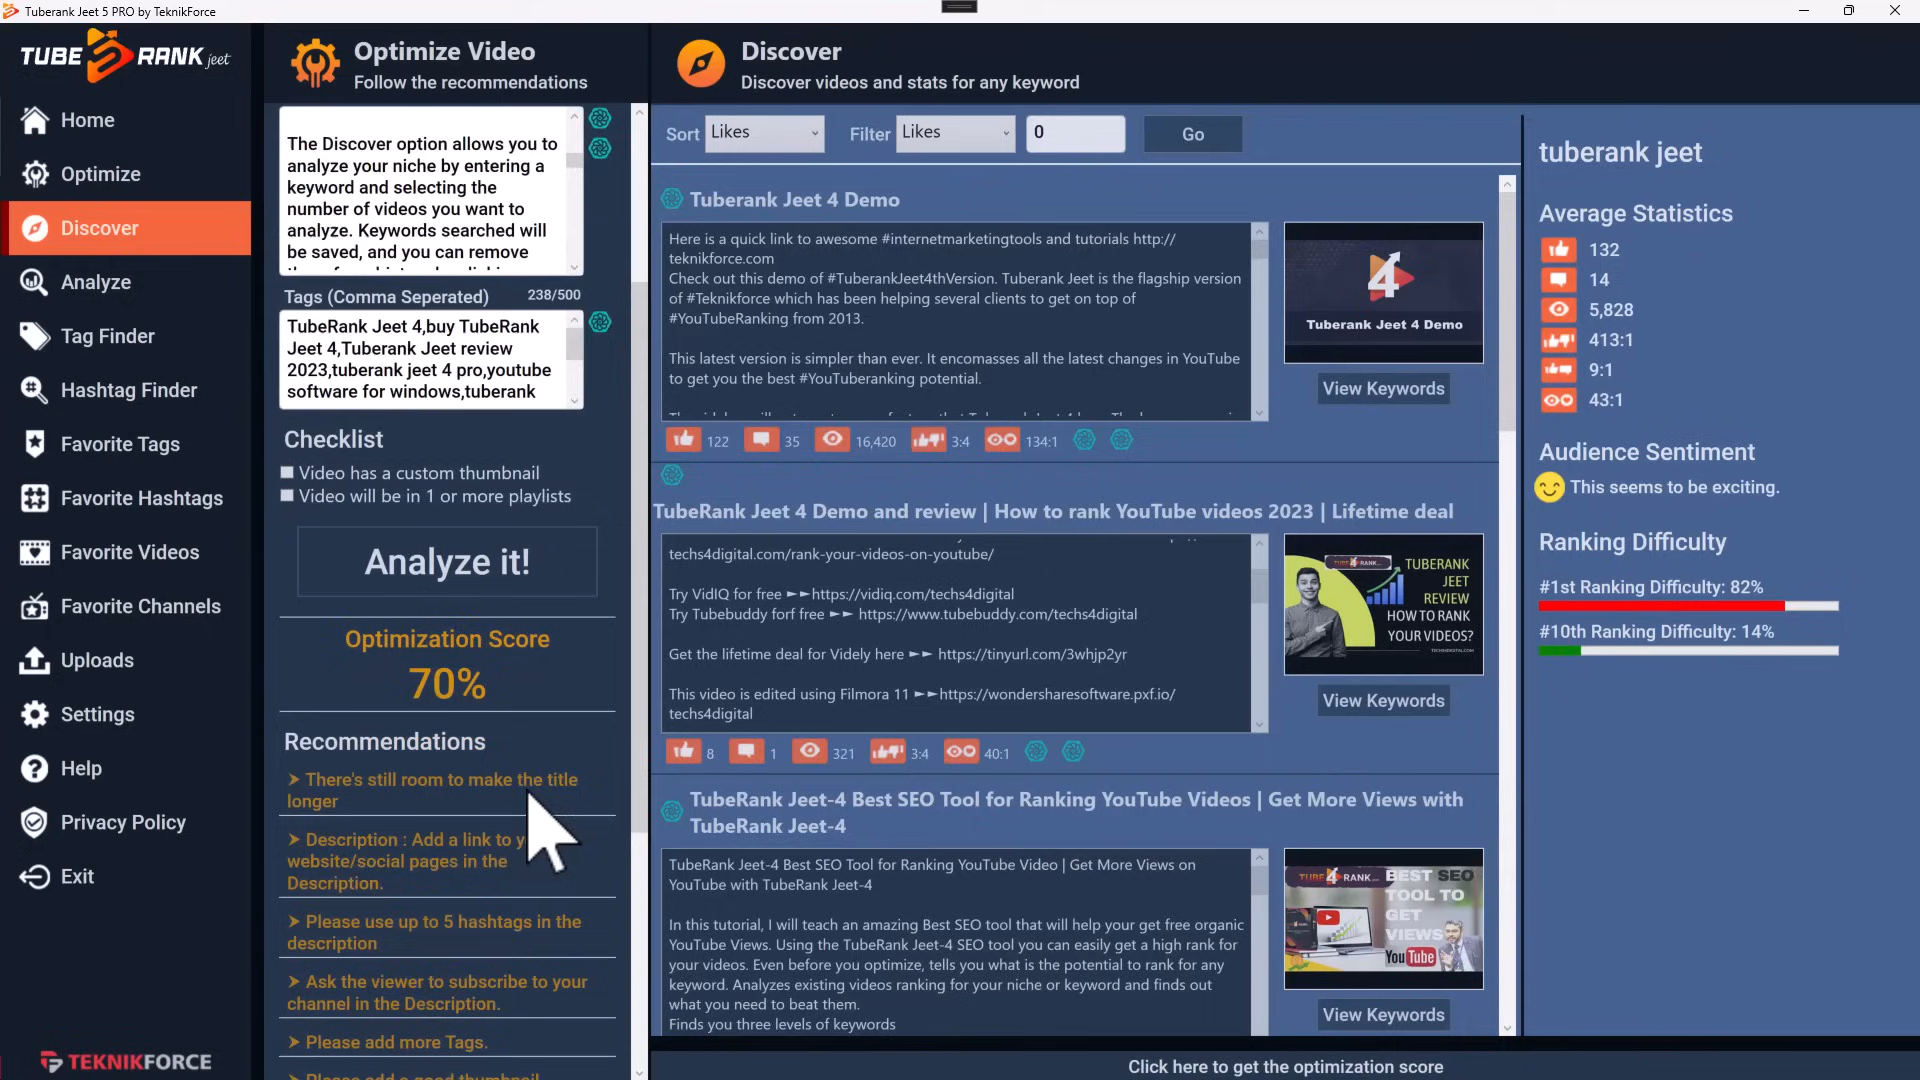 Tuberank Jeet 5 PRO by TeknikForce
TUBE RANK jeet
Home
Optimize
Discover
Analyze
Tag Finder
Hashtag Finder
Favorite Tags
Favorite Hashtags
Favorite Videos
Favorite Channels
Uploads
Settings
Help
Privacy Policy
Exit
TEKNIKFORCE
Optimize Video
Follow the recommendations
The Discover option allows you to
analyze your niche by entering a
keyword and selecting the
number of videos you want to
analyze. Keywords searched will
be saved, and you can remove
Tags (Comma Seperated) 238/500
TubeRank Jeet 4,buy TubeRank
Jeet 4,Tuberank Jeet review
2023,tuberank jeet 4 pro,youtube
software for windows,tuberank
Checklist
Video has a custom thumbnail
Video will be in 1 or more playlists
Analyze it!
Optimization Score
70%
Recommendations
➤ There's still room to make the title
longer
➤ Description : Add a link to
website/social pages in the
Description.
➤ Please use up to 5 hashtags in the
description
➤ Ask the viewer to subscribe to your
channel in the Description.
➤ Please add more Tags.
Discover
Discover videos and stats for any keyword
Sort Likes Filter Likes 0 Go
Tuberank Jeet 4 Demo
Here is a quick link to awesome #internetmarketingtools and tutorials http://
teknikforce.com
Check out this demo of #TuberankJeet4thVersion. Tuberank Jeet is the flagship version
of #Teknikforce which has been helping several clients to get on top of
#YouTubeRanking from 2013.
This latest version is simpler than ever. It encomasses all the latest changes in YouTube
to get you the best #YouTuberanking potential.
4
Tuberank Jeet 4 Demo
View Keywords
122 35 16,420 3:4 134:1
TubeRank Jeet 4 Demo and review | How to rank YouTube videos 2023 | Lifetime deal
techs4digital.com/rank-your-videos-on-youtube/
Try VidIQ for free ►►https://vidiq.com/techs4digital
Try Tubebuddy forf free ►► https://www.tubebuddy.com/techs4digital
Get the lifetime deal for Videly here ►► https://tinyurl.com/3whjp2yr
This video is edited using Filmora 11 ►►https://wondersharesoftware.pxf.io/
techs4digital
TUBERANK
JEET
REVIEW
HOW TO RANK
YOUR VIDEOS?
View Keywords
8 1 321 3:4 40:1
TubeRank Jeet-4 Best SEO Tool for Ranking YouTube Videos | Get More Views with
TubeRank Jeet-4
TubeRank Jeet-4 Best SEO Tool for Ranking YouTube Video | Get More Views on
YouTube with TubeRank Jeet-4
In this tutorial, I will teach an amazing Best SEO tool that will help your get free organic
YouTube Views. Using the TubeRank Jeet-4 SEO tool you can easily get a high rank for
your videos. Even before you optimize, tells you what is the potential to rank for any
keyword. Analyzes existing videos ranking for your niche or keyword and finds out
what you need to beat them.
Finds you three levels of keywords
TUBE 4 RANK
BEST SEO
TOOL TO
GET
VIEWS
YouTube
View Keywords
tuberank jeet
Average Statistics
132
14
5,828
413:1
9:1
43:1
Audience Sentiment
This seems to be exciting.
Ranking Difficulty
#1st Ranking Difficulty: 82%
#10th Ranking Difficulty: 14%
Click here to get the optimization score